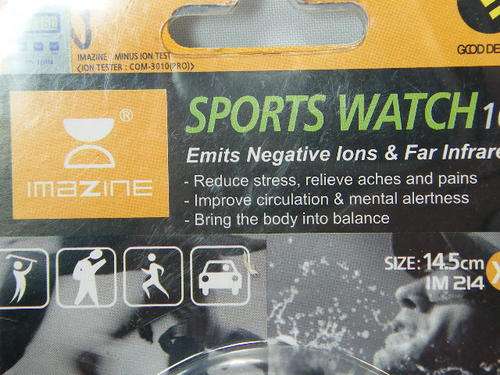 IMAZINE MINUS ION TEST
<ION TESTER : COM-3010(PRO)>
GOOD DE
®
IMAZINE
SPORTS WATCH
Emits Negative Ions & Far Infrare
- Reduce stress, relieve aches and pains
- Improve circulation & mental alertness
- Bring the body into balance
SIZE: 14.5cm
IM 214